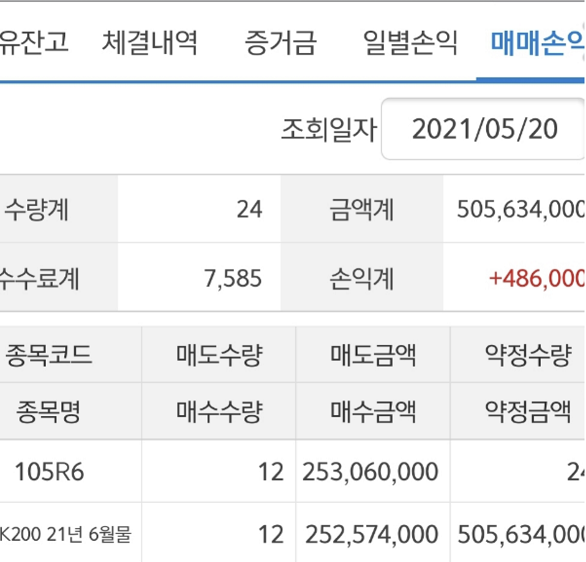 유잔고 체결내역 증거금 일별손익 매매손익
조회일자 2021/05/20
수량계 24 금액계 505,634,000
수수료계 7,585 손익계 +486,000
종목코드 매도수량 매도금액 약정수량
종목명 매수수량 매수금액 약정금액
105R6 12 253,060,000 24
K200 21년 6월물 12 252,574,000 505,634,000